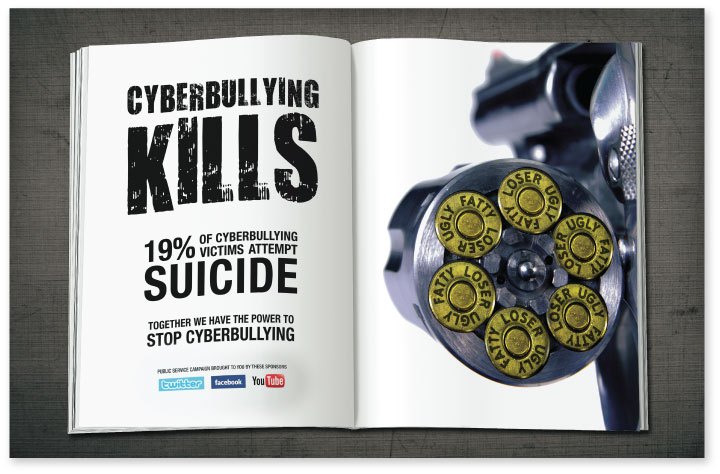 CYBERBULLYING
KILLS
19% OF CYBERBULLYING
VICTIMS ATTEMPT
SUICIDE
TOGETHER WE HAVE THE POWER TO
STOP CYBERBULLYING
PUBLIC SERVICE CAMPAIGN BROUGHT TO YOU BY THESE SPONSORS
twitter facebook YouTube
UGLY FATTY LOSER
LOSER UGLY FATTY
LOSER UGLY FATTY
FATTY LOSER UGLY
LOSER UGLY FATTY
FATTY LOSER UGLY